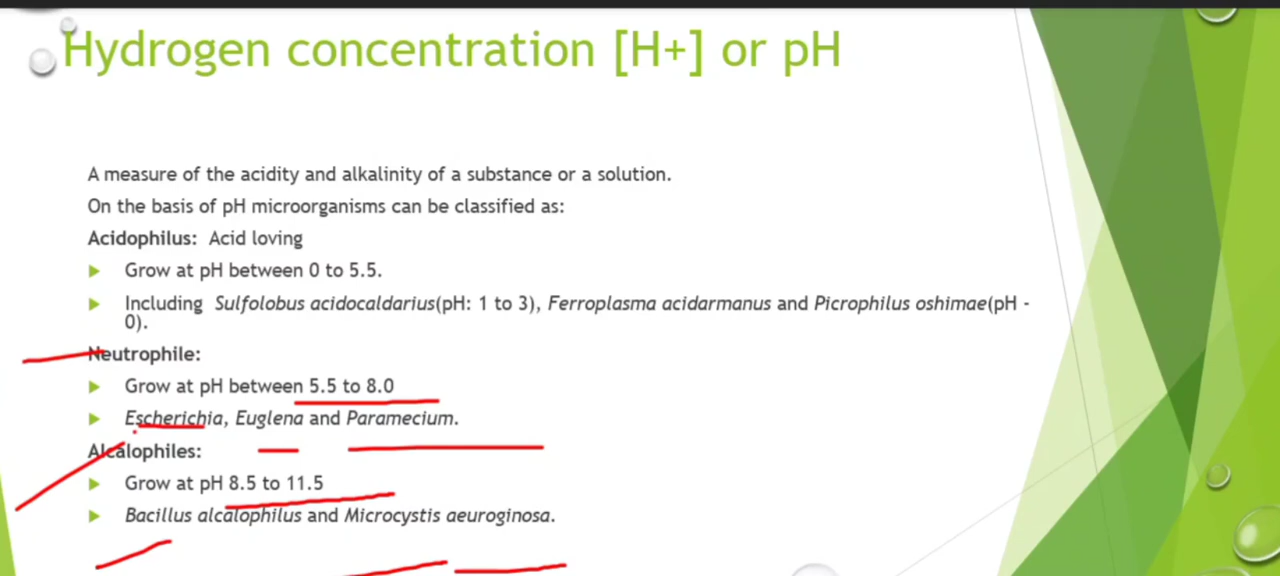 Hydrogen concentration [H+] or pH
A measure of the acidity and alkalinity of a substance or a solution.
On the basis of pH microorganisms can be classified as:
Acidophilus: Acid loving
Grow at pH between 0 to 5.5.
Including Sulfolobus acidocaldarius(pH: 1 to 3), Ferroplasma acidarmanus and Picrophilus oshimae(pH -
0).
Neutrophile:
Grow at pH between 5.5 to 8.0
Escherichia, Euglena and Paramecium.
Alcalophiles:
Grow at pH 8.5 to 11.5
Bacillus alcalophilus and Microcystis aeuroginosa.